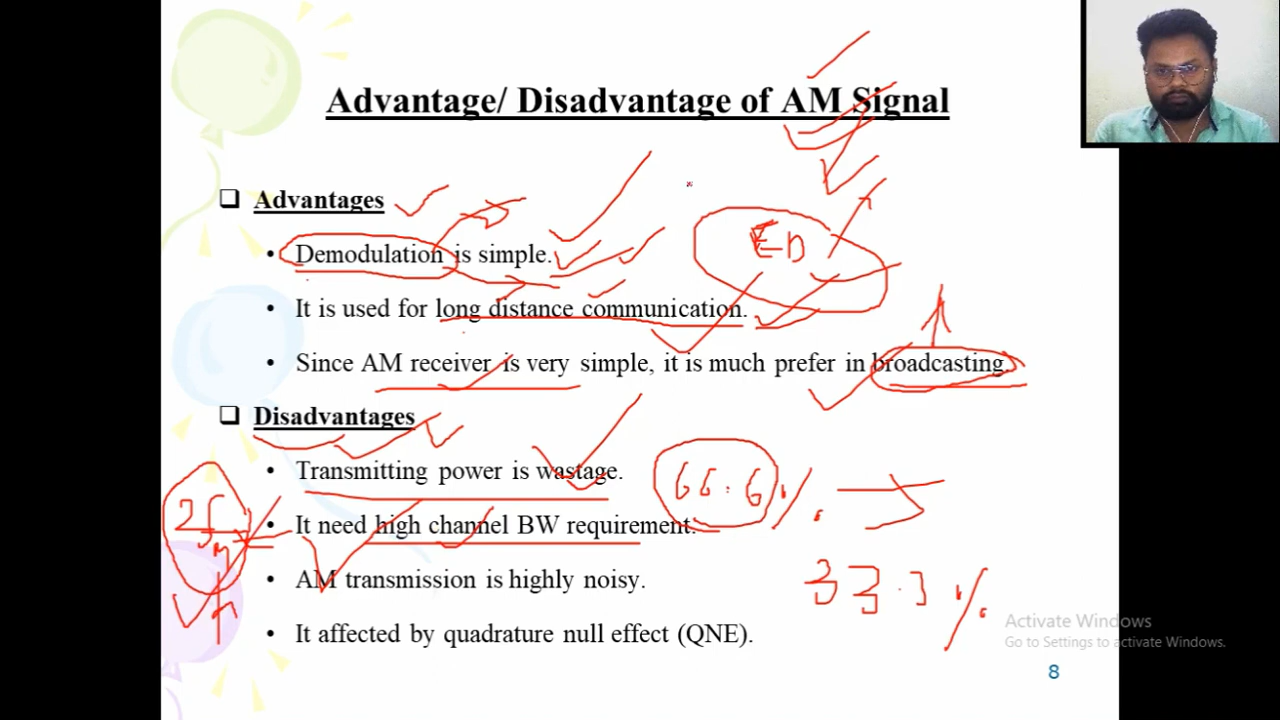 Advantage/ Disadvantage of AM Signal
❑ Advantages
• Demodulation is simple.
ED
• It is used for long distance communication.
• Since AM receiver is very simple, it is much prefer in broadcasting.
❑ Disadvantages
• Transmitting power is wastage.
66.6%
2fm
• It need high channel BW requirement.
• AM transmission is highly noisy.
33.3%
• It affected by quadrature null effect (QNE).
Activate Windows
Go to Settings to activate Windows.
8